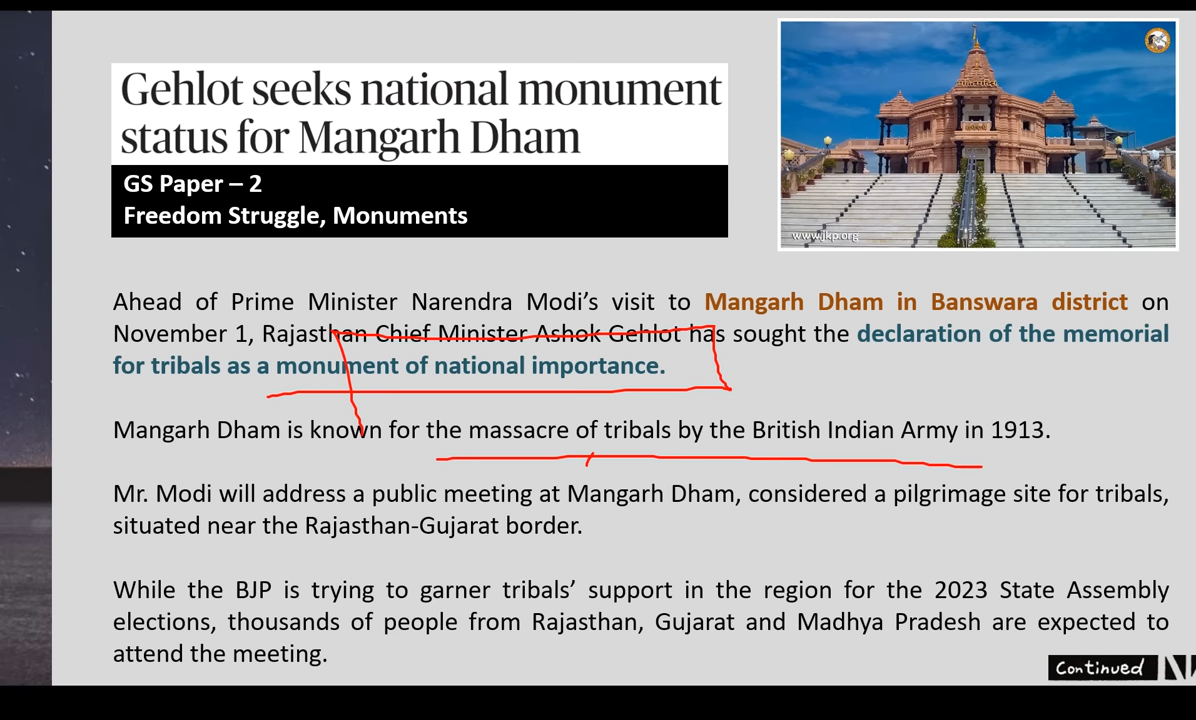 Gehlot seeks national monument
status for Mangarh Dham
GS Paper – 2
Freedom Struggle, Monuments
www.jkp.org
Ahead of Prime Minister Narendra Modi’s visit to Mangarh Dham in Banswara district on
November 1, Rajasthan Chief Minister Ashok Gehlot has sought the declaration of the memorial
for tribals as a monument of national importance.
Mangarh Dham is known for the massacre of tribals by the British Indian Army in 1913.
Mr. Modi will address a public meeting at Mangarh Dham, considered a pilgrimage site for tribals,
situated near the Rajasthan-Gujarat border.
While the BJP is trying to garner tribals’ support in the region for the 2023 State Assembly
elections, thousands of people from Rajasthan, Gujarat and Madhya Pradesh are expected to
attend the meeting.
Continued